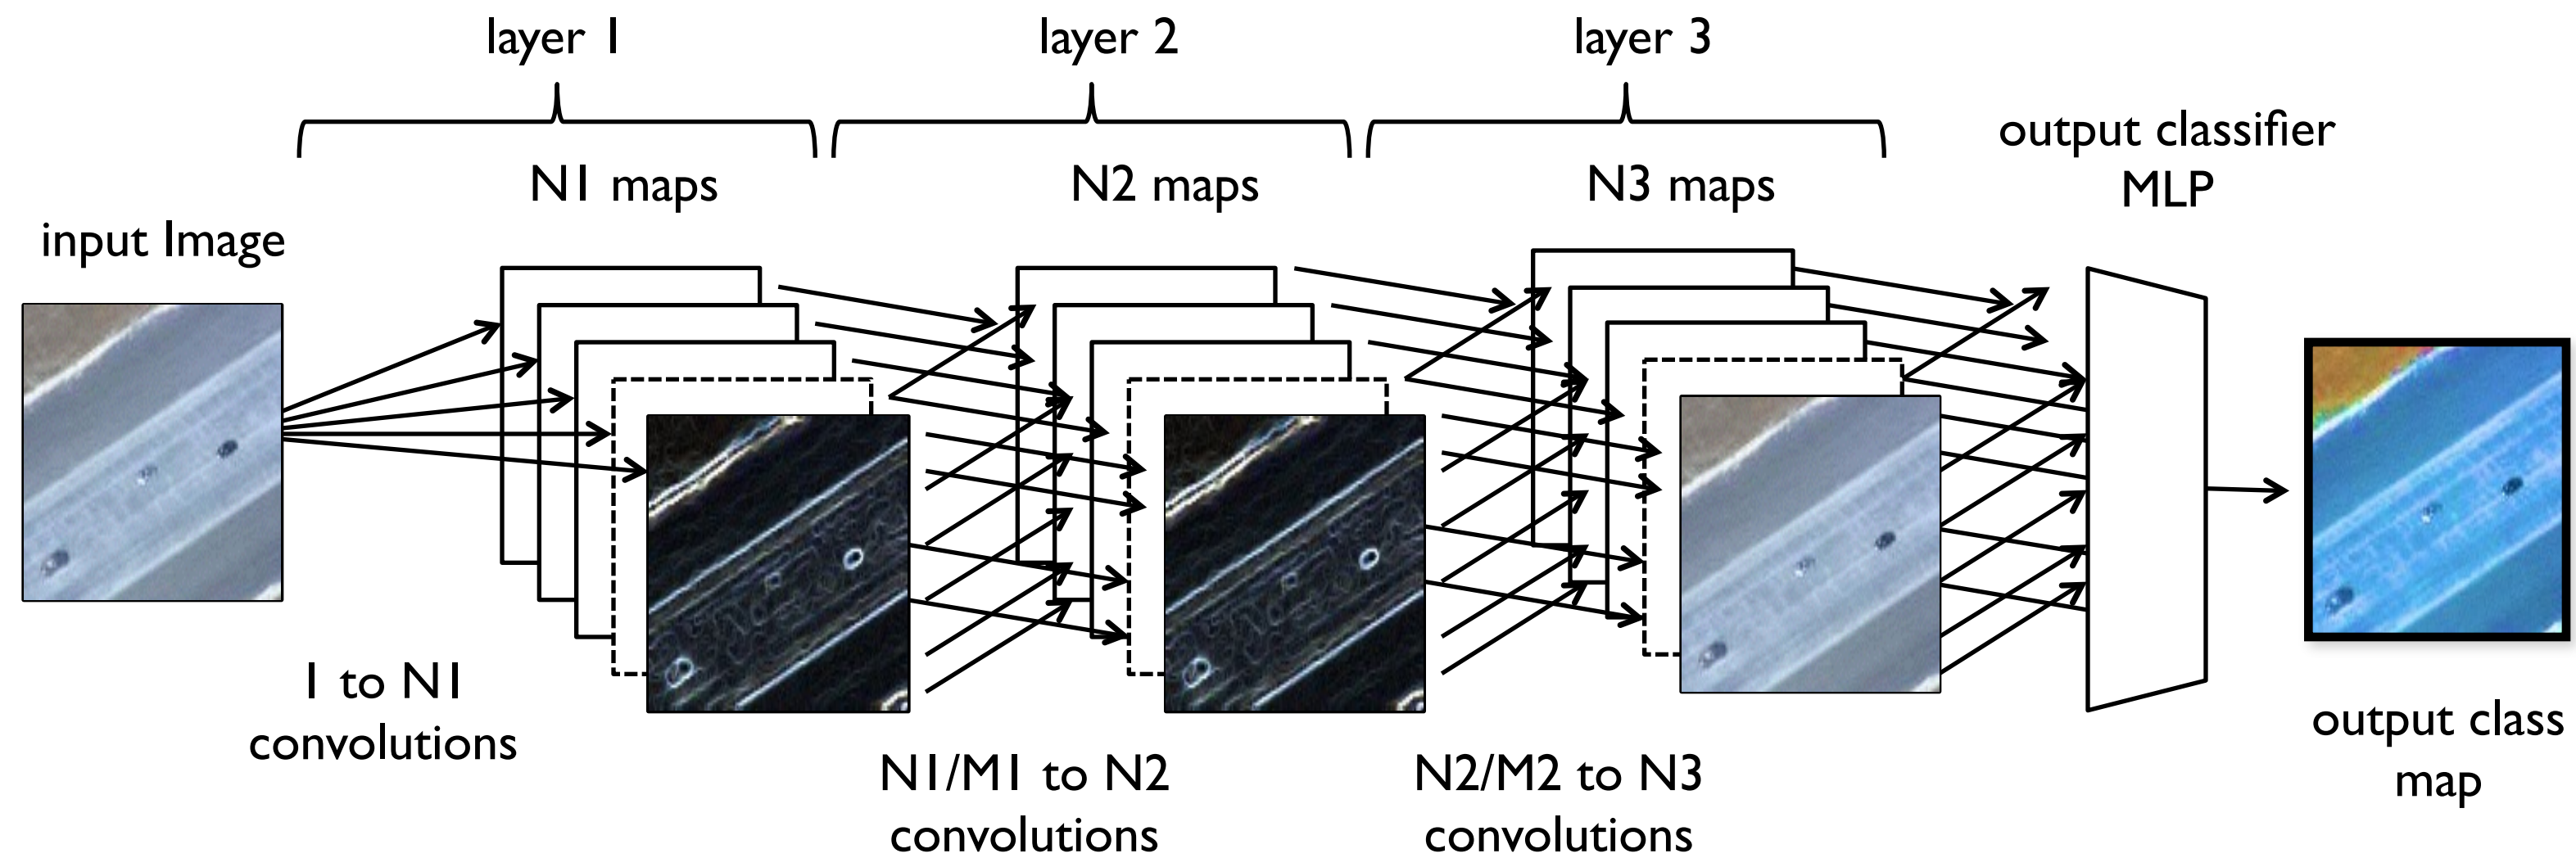 layer 1
layer 2
layer 3
output classifier
MLP
N1 maps
N2 maps
N3 maps
input Image
1 to N1
convolutions
N1/M1 to N2
convolutions
N2/M2 to N3
convolutions
output class
map